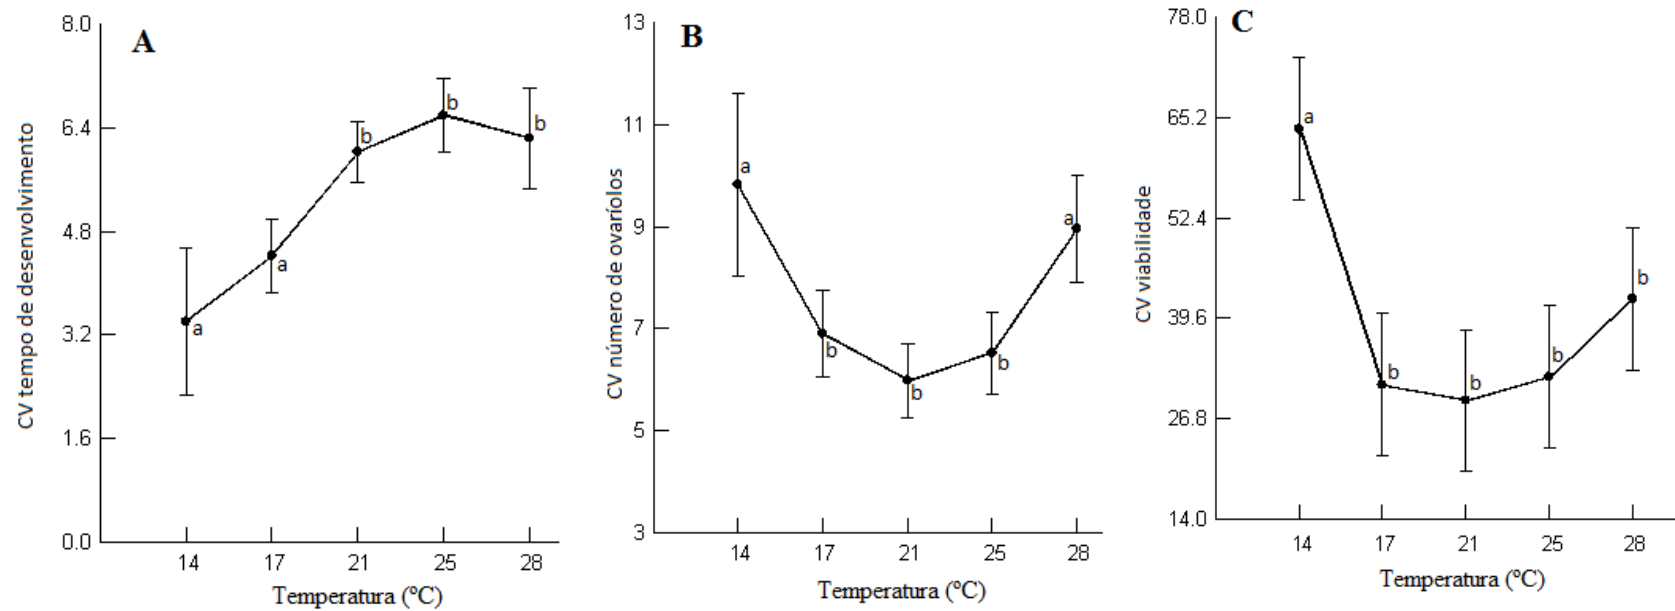 A
CV tempo de desenvolvimento
8.0
6.4
4.8
3.2
1.6
0.0
a
a
b
b
b
14 17 21 25 28
Temperatura (ºC)
B
CV número de ovaríolos
13
11
9
7
5
3
a
b
b
b
a
14 17 21 25 28
Temperatura (ºC)
C
CV viabilidade
78.0
65.2
52.4
39.6
26.8
14.0
a
b
b
b
b
14 17 21 25 28
Temperatura (ºC)